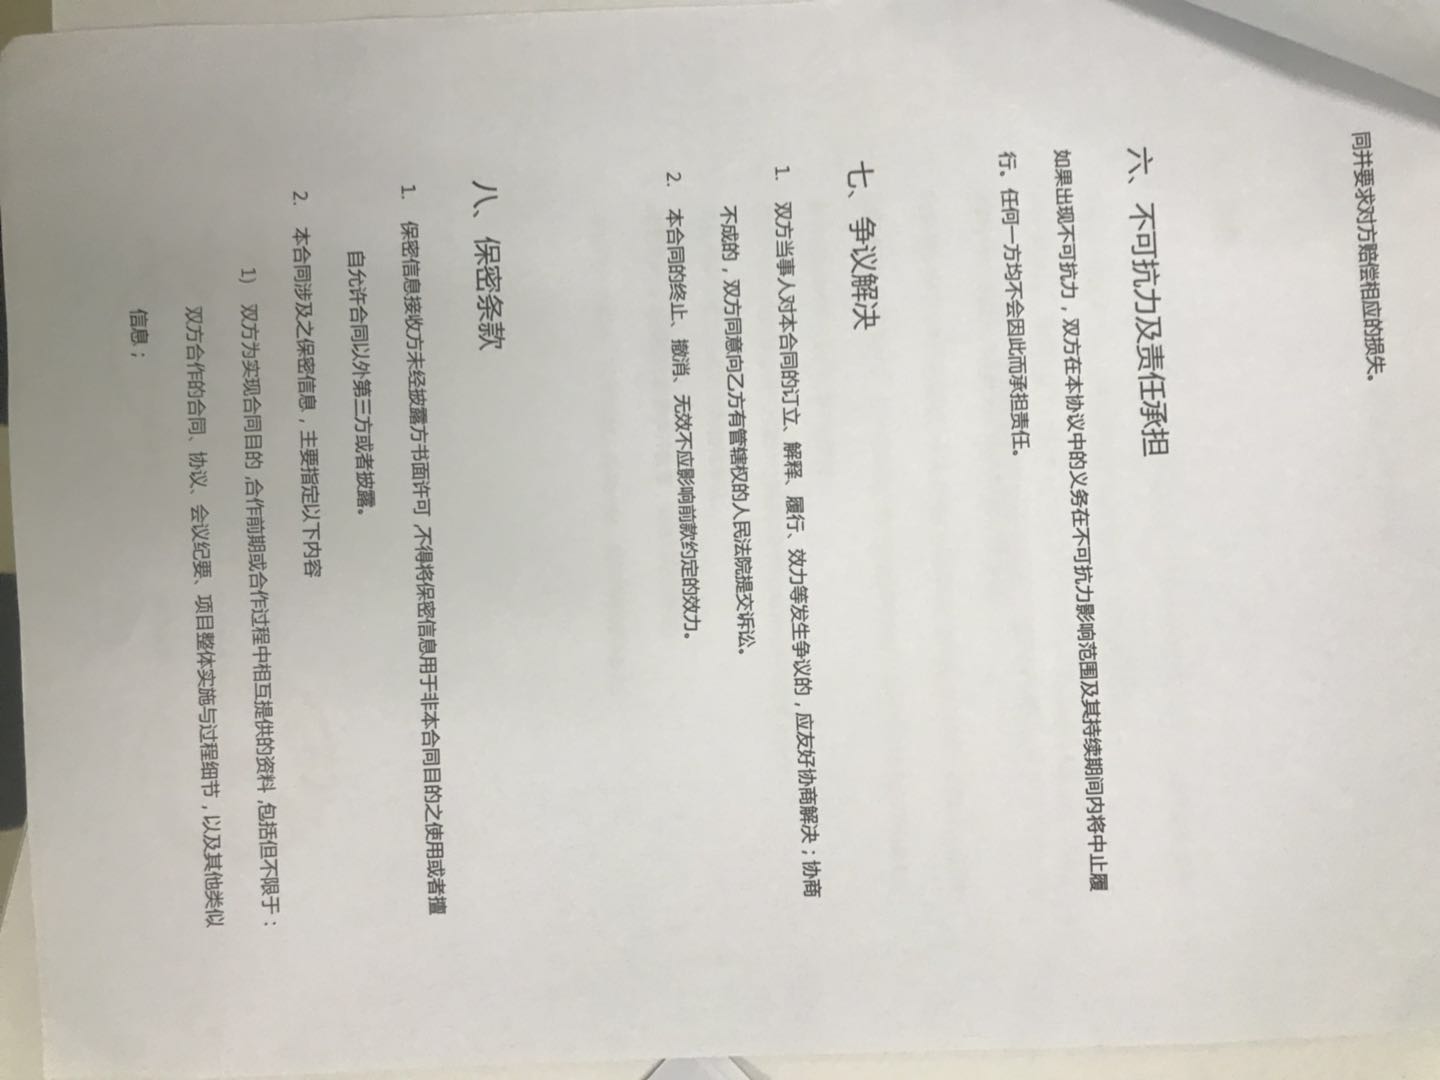 同并要求对方赔偿相应的损失。
六、不可抗力及责任承担
如果出现不可抗力，双方在本协议中的义务在不可抗力影响范围及其持续期间内将中止履
行。任何一方均不会因此而承担责任。
七、争议解决
1. 双方当事人对本合同的订立、解释、履行、效力等发生争议的，应友好协商解决；协商
不成的，双方同意向乙方有管辖权的人民法院提交诉讼。
2. 本合同的终止、撤消、无效不应影响前款约定的效力。
八、保密条款
1. 保密信息接收方未经披露方书面许可，不得将保密信息用于非本合同目的之使用或者擅
自允许合同以外第三方或者披露。
2. 本合同涉及之保密信息，主要指定以下内容
1) 双方为实现合同目的，合作前期或合作过程中相互提供的资料，包括但不限于：
双方合作的合同、协议、会议纪要、项目整体实施与过程细节，以及其他类似
信息；